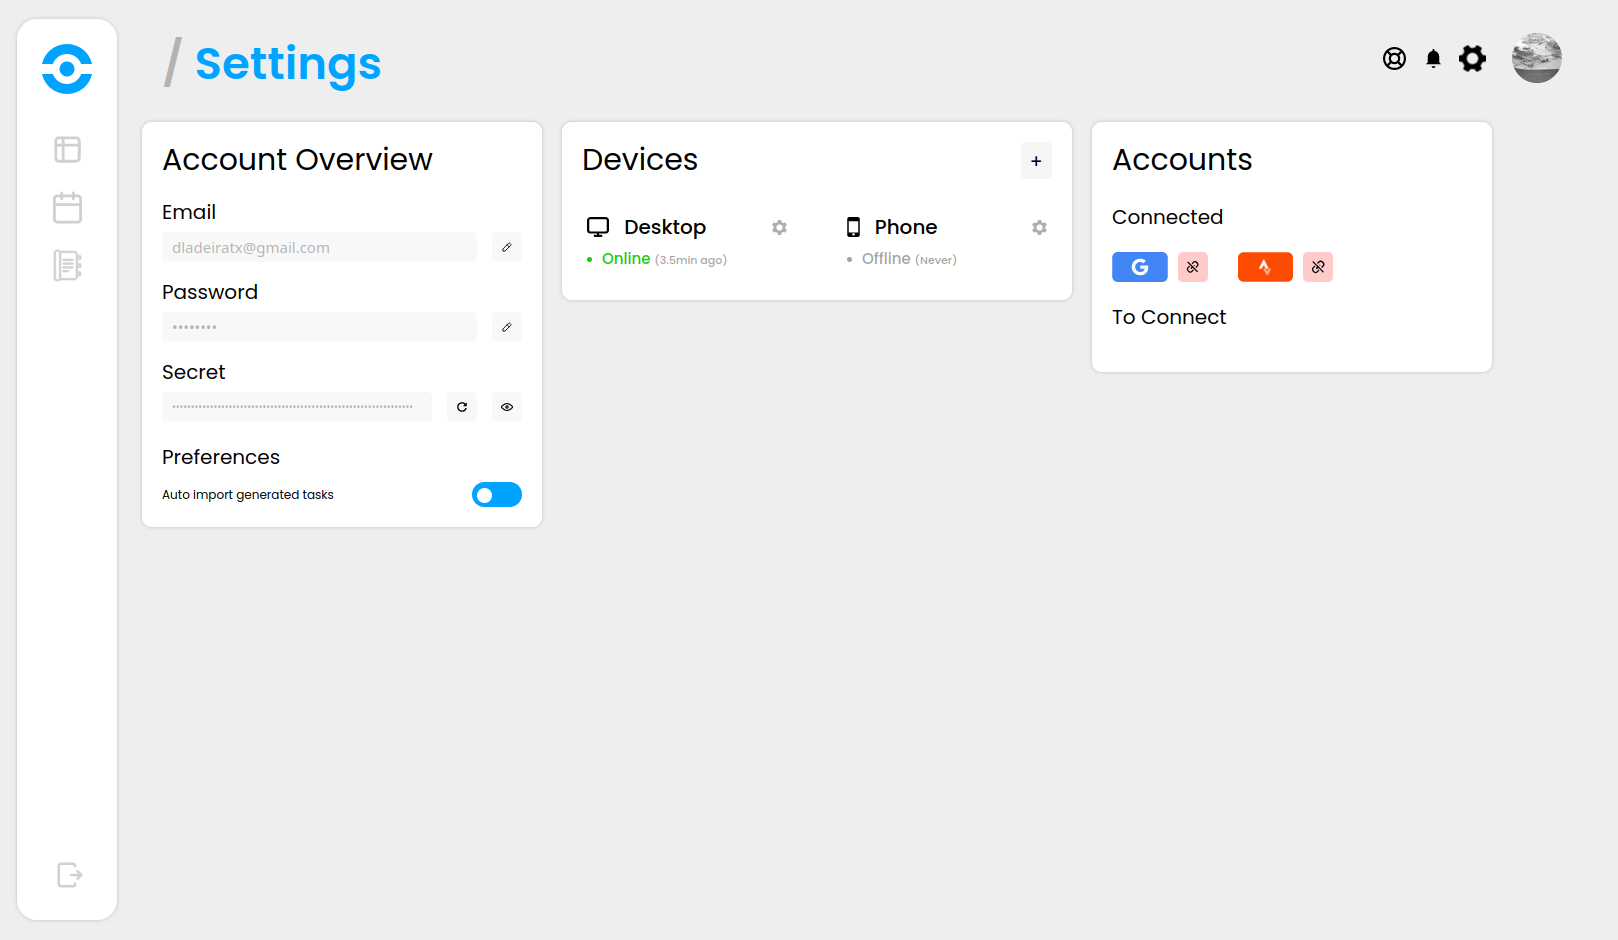 / Settings
Account Overview
Email
dladeiratx@gmail.com
Password
••••••••
Secret
Preferences
Auto import generated tasks
Devices
+
Desktop
• Online (3.5min ago)
Phone
• Offline (Never)
Accounts
Connected
G
To Connect